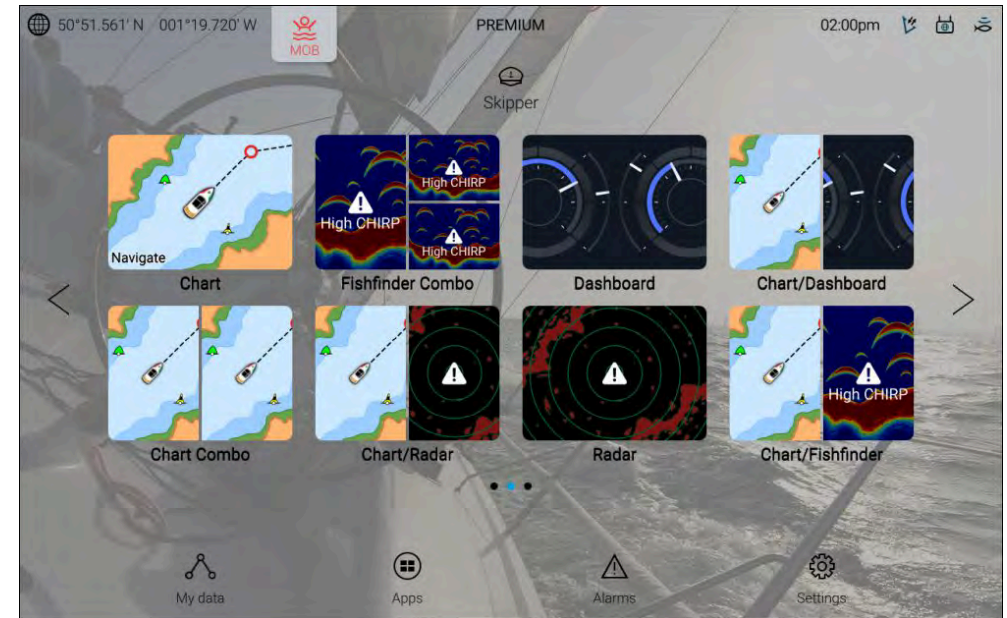 50°51.561' N 001°19.720' W
MOB
PREMIUM
02:00pm
Skipper
Navigate
High CHIRP
High CHIRP
High CHIRP
Chart
Fishfinder Combo
Dashboard
Chart/Dashboard
High CHIRP
Chart Combo
Chart/Radar
Radar
Chart/Fishfinder
My data
Apps
Alarms
Settings